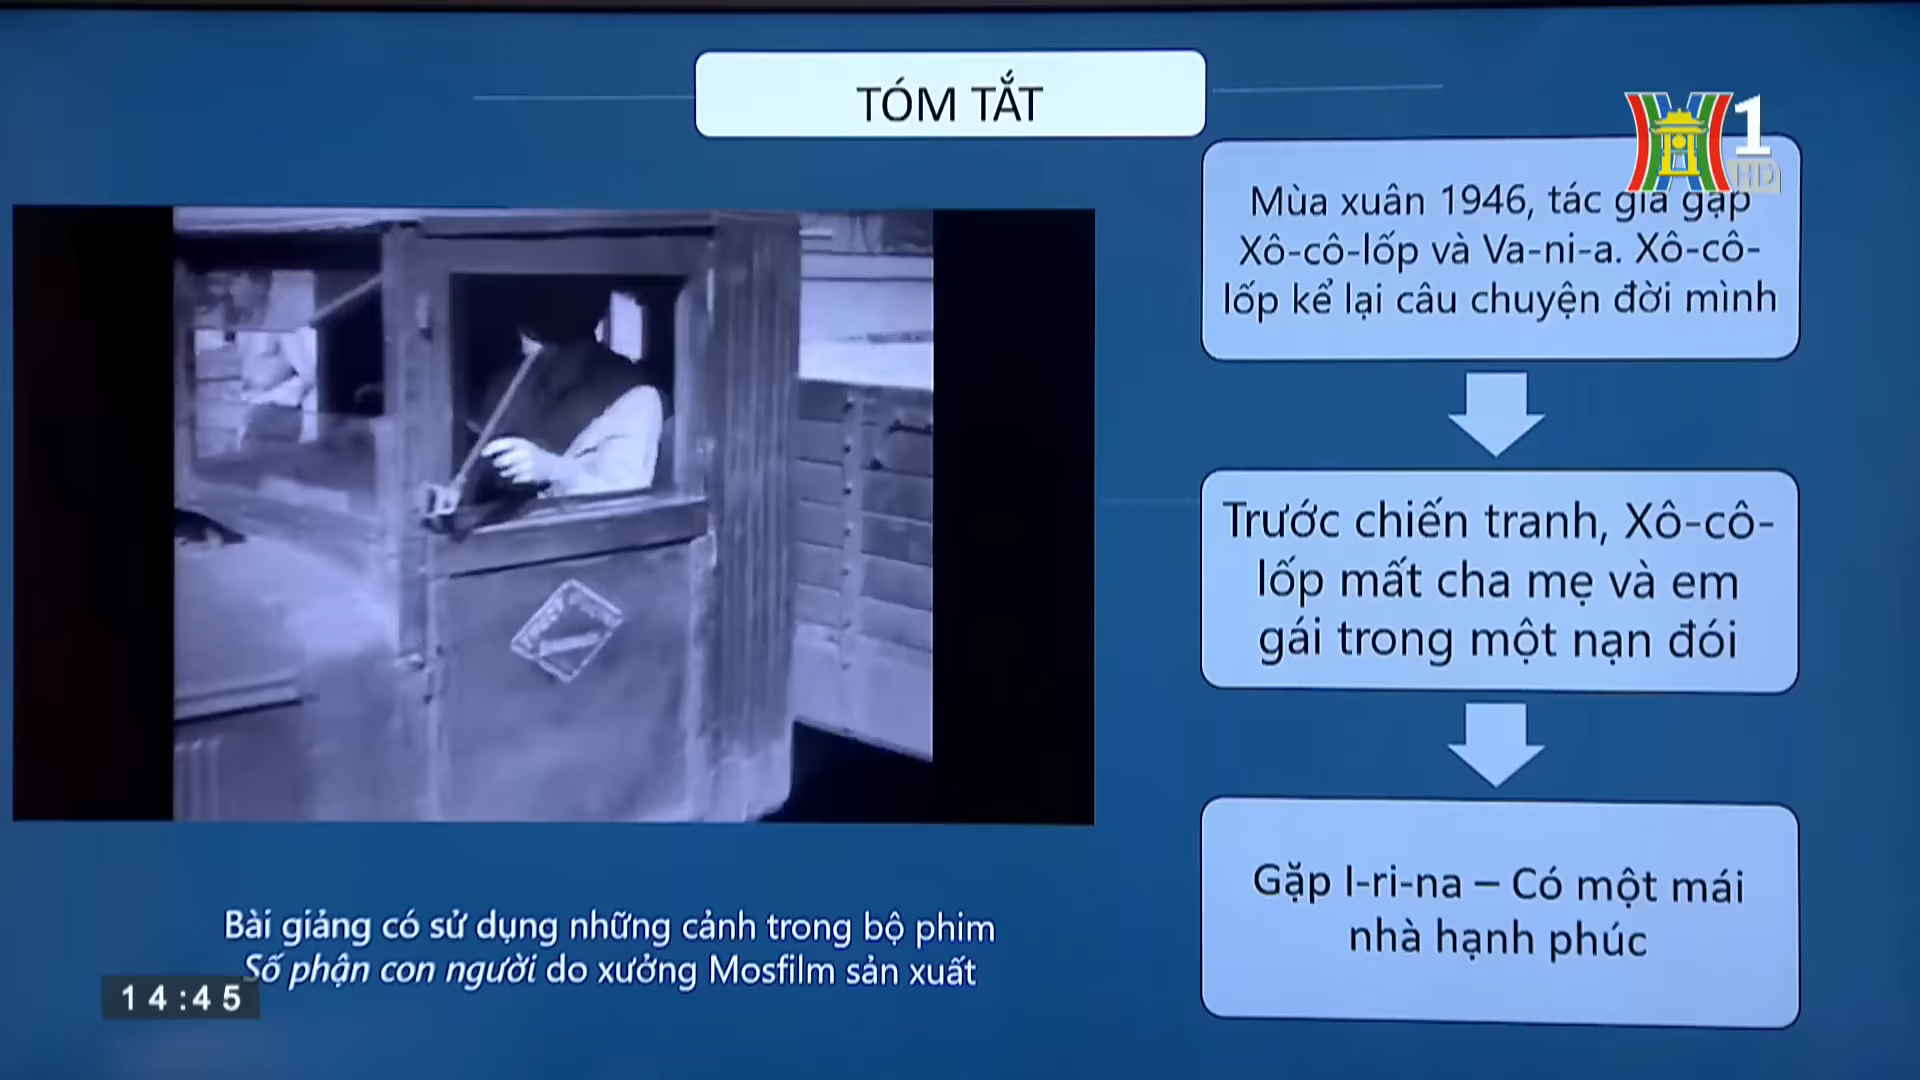 TÓM TẮT
1
HD
Mùa xuân 1946, tác giả gặp
Xô-cô-lốp và Va-ni-a. Xô-cô-
lốp kể lại câu chuyện đời mình
Trước chiến tranh, Xô-cô-
lốp mất cha mẹ và em
gái trong một nạn đói
Gặp I-ri-na – Có một mái
nhà hạnh phúc
Bài giảng có sử dụng những cảnh trong bộ phim
Số phận con người do xưởng Mosfilm sản xuất
14:45